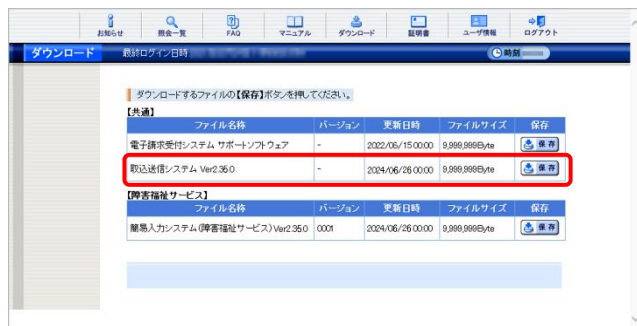 お知らせ 照会一覧 FAQ マニュアル ダウンロード 証明書 ユーザ情報 ログアウト
ダウンロード 最終ログイン日時 時刻
ダウンロードするファイルの【保存】ボタンを押してください。
【共通】
ファイル名称 バージョン 更新日時 ファイルサイズ 保存
電子請求受付システム サポートソフトウェア - 2022/06/15 00:00 9,999,999Byte 保存
取込送信システム Ver2.35.0 - 2024/06/26 00:00 9,999,999Byte 保存
【障害福祉サービス】
ファイル名称 バージョン 更新日時 ファイルサイズ 保存
簡易入力システム(障害福祉サービス) Ver2.35.0 0001 2024/06/26 00:00 9,999,999Byte 保存